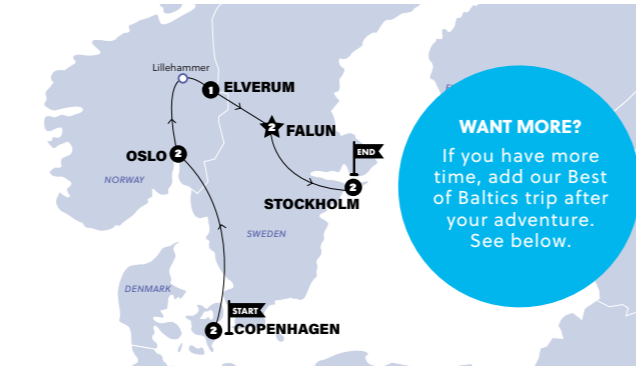 Lillehammer
1
ELVERUM
2
FALUN
END
OSLO
2
2
STOCKHOLM
NORWAY
SWEDEN
DENMARK
START
2
COPENHAGEN
WANT MORE?
If you have more
time, add our Best
of Baltics trip after
your adventure.
See below.